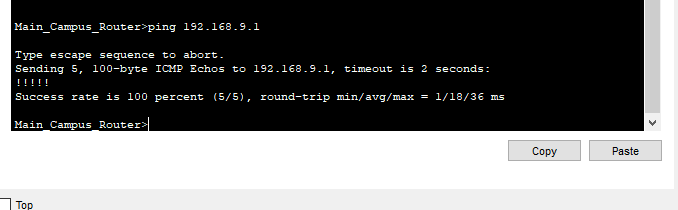 Main_Campus_Router>ping 192.168.9.1
Type escape sequence to abort.
Sending 5, 100-byte ICMP Echos to 192.168.9.1, timeout is 2 seconds:
!!!!!
Success rate is 100 percent (5/5), round-trip min/avg/max = 1/18/36 ms
Main_Campus_Router>
Copy Paste
Top